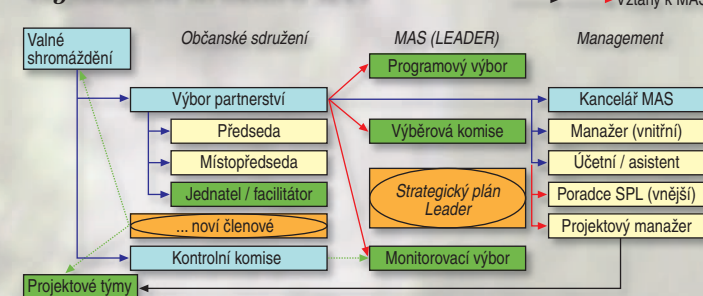 Vztahy k MAS
Valné
shromáždění
Občanské sdružení
MAS (LEADER)
Management
Programový výbor
Výbor partnerství
Kancelář MAS
Předseda
Výběrová komise
Manažer (vnitřní)
Místopředseda
Účetní / asistent
Jednatel / facilitátor
Strategický plán
Leader
Poradce SPL (vnější)
... noví členové
Projektový manažer
Kontrolní komise
Monitorovací výbor
Projektové týmy